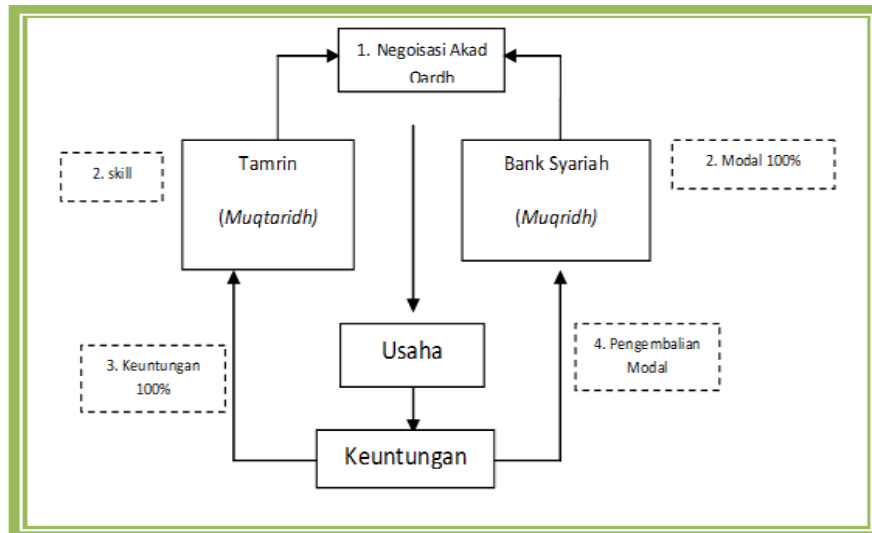 1. Negoisasi Akad
Qardh
Tamrin
(Muqtaridh)
Bank Syariah
(Muqridh)
2. skill
2. Modal 100%
Usaha
3. Keuntungan
100%
4. Pengembalian
Modal
Keuntungan